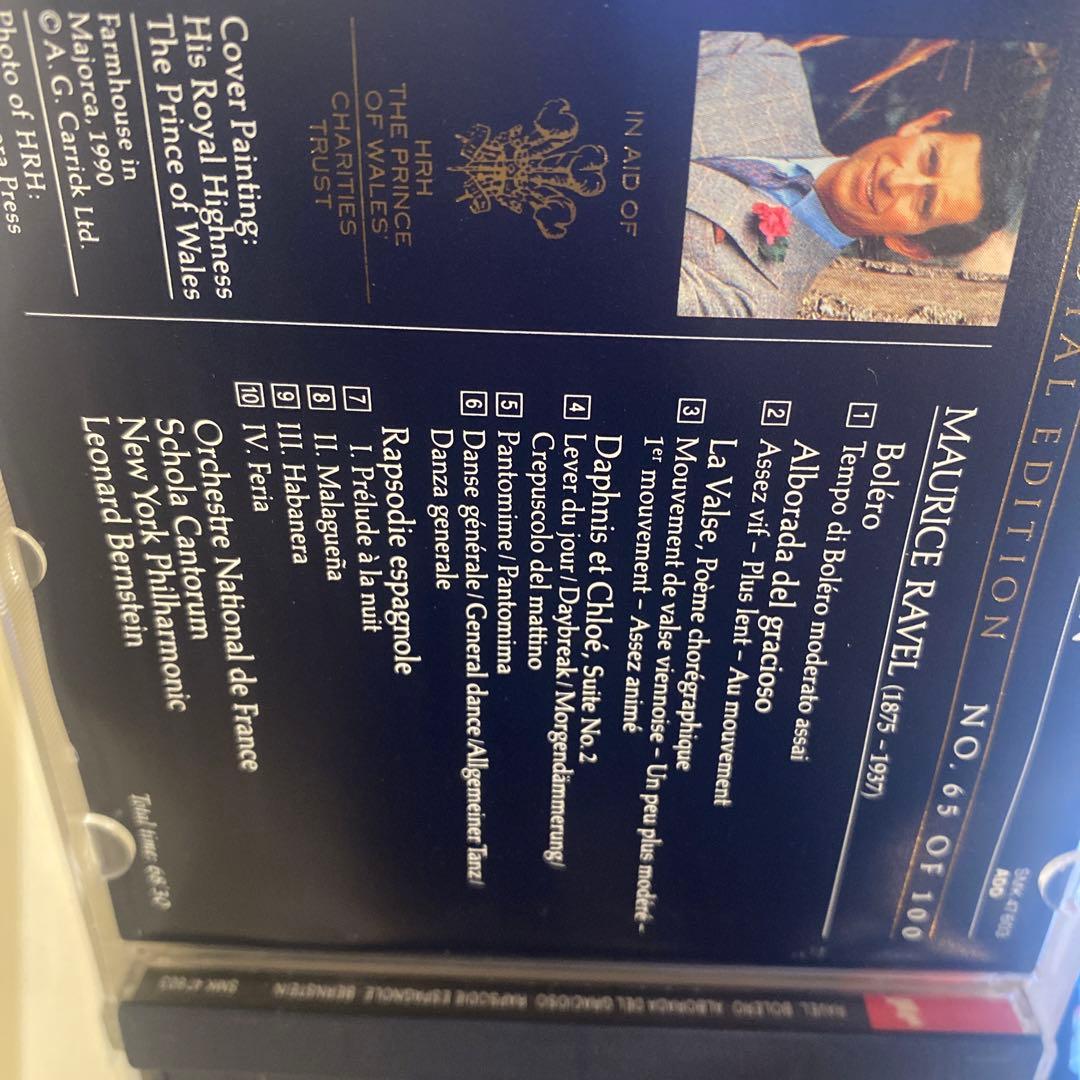 AL EDITION NO. 65 OF 100
SMK 47 603
ADD
MAURICE RAVEL (1875 - 1937)
Boléro
1 Tempo di Boléro moderato assai
Alborada del gracioso
2 Assez vif – Plus lent – Au mouvement
La Valse, Poème chorégraphique
3 Mouvement de valse viennoise – Un peu plus modéré -
1er mouvement – Assez animé
Daphnis et Chloé, Suite No.2
4 Lever du jour / Daybreak / Morgendämmerung/
Crepuscolo del mattino
5 Pantomime / Pantomina
6 Danse générale / General dance /Allgemeiner Tanz /
Danza generale
Rapsodie espagnole
7 I. Prélude à la nuit
8 II. Malagueña
9 III. Habanera
10 IV. Feria
Orchestre National de France
Schola Cantorum
New York Philharmonic
Leonard Bernstein
Total time: 68:30
IN AID OF
HRH
THE PRINCE
OF WALES'
CHARITIES
TRUST
Cover Painting:
His Royal Highness
The Prince of Wales
Farmhouse in
Majorca, 1990
© A. G. Carrick Ltd.
Photo of HRH:
era Press
RAVEL BOLÉRO ALBORADA DEL GRACIOSO RAPSODIE ESPAGNOLE BERNSTEIN SMK 47 603